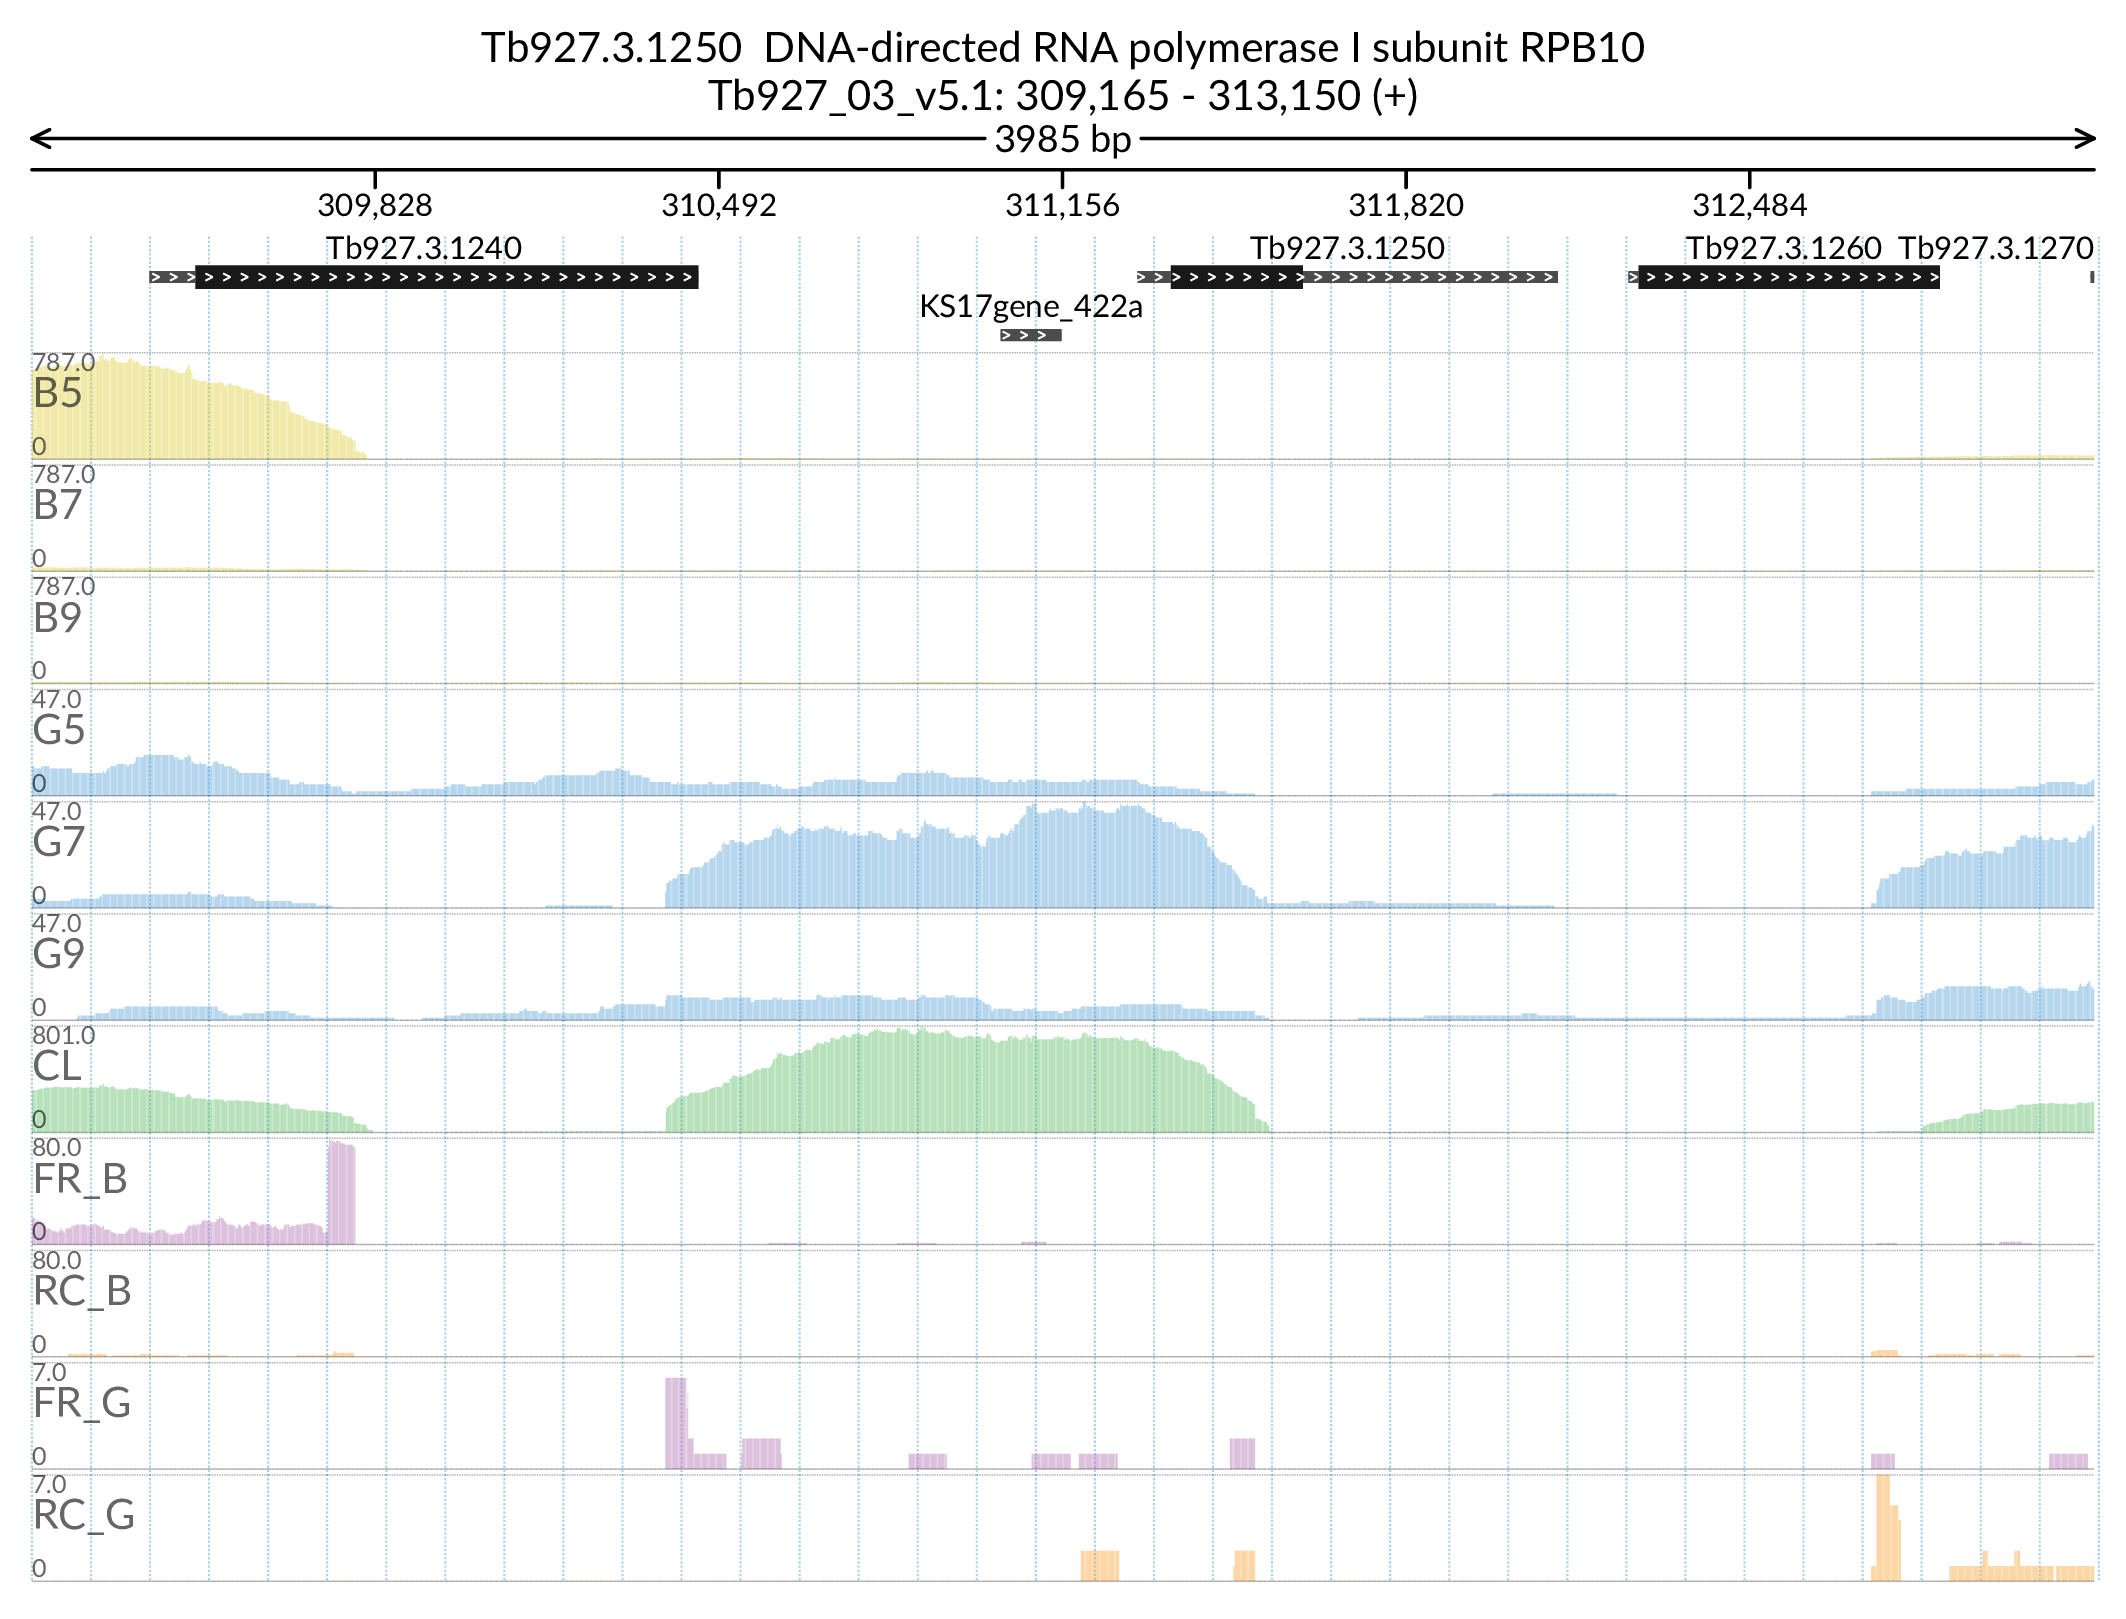 Tb927.3.1250  DNA-directed RNA polymerase I subunit RPB10
Tb927_03_v5.1: 309,165 - 313,150 (+)
3985 bp
309,828 310,492 311,156 311,820 312,484
Tb927.3.1240 Tb927.3.1250 Tb927.3.1260 Tb927.3.1270
KS17gene_422a
787.0
B5
0
787.0
B7
0
787.0
B9
0
47.0
G5
0
47.0
G7
0
47.0
G9
0
801.0
CL
0
80.0
FR_B
0
80.0
RC_B
0
7.0
FR_G
0
7.0
RC_G
0